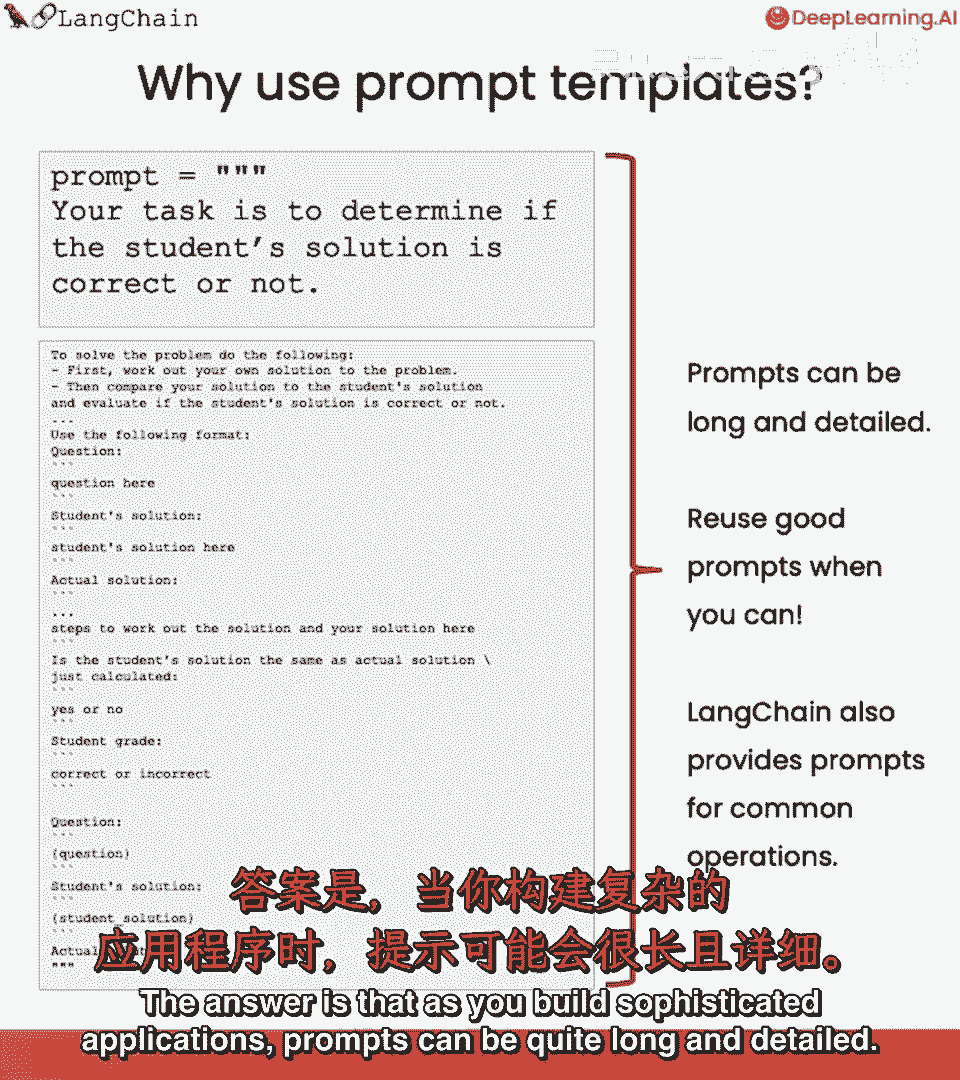 LangChain
DeepLearning.AI
Why use prompt templates?
prompt = """
Your task is to determine if
the student’s solution is
correct or not.
To solve the problem do the following:
- First, work out your own solution to the problem.
- Then compare your solution to the student's solution
and evaluate if the student's solution is correct or not.
...
Use the following format:
Question:
```
question here
```
Student's solution:
```
student's solution here
```
Actual solution:
```
...
steps to work out the solution and your solution here
```
Is the student's solution the same as actual solution \
just calculated:
```
yes or no
```
Student grade:
```
correct or incorrect
```
Question:
```
{question}
```
Student's solution:
```
{student_solution}
```
Actual
"""
Prompts can be
long and detailed.
Reuse good
prompts when
you can!
LangChain also
provides prompts
for common
operations.
答案是，当你构建复杂的
应用程序时，提示可能会很长且详细。
The answer is that as you build sophisticated
applications, prompts can be quite long and detailed.